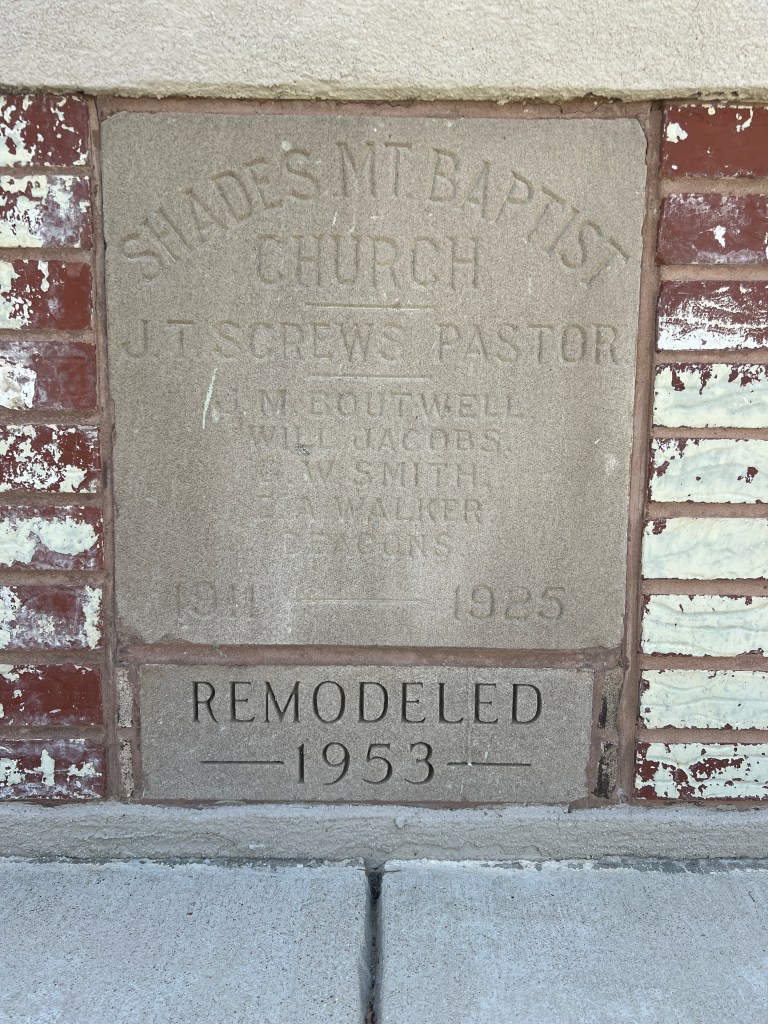 SHADES MT. BAPTIST
CHURCH
J.T. SCREWS PASTOR
M. BOUTWELL
WILL JACOBS
W. SMITH
A. WALKER
DEACONS
1911 — 1925
REMODELED
— 1953 —